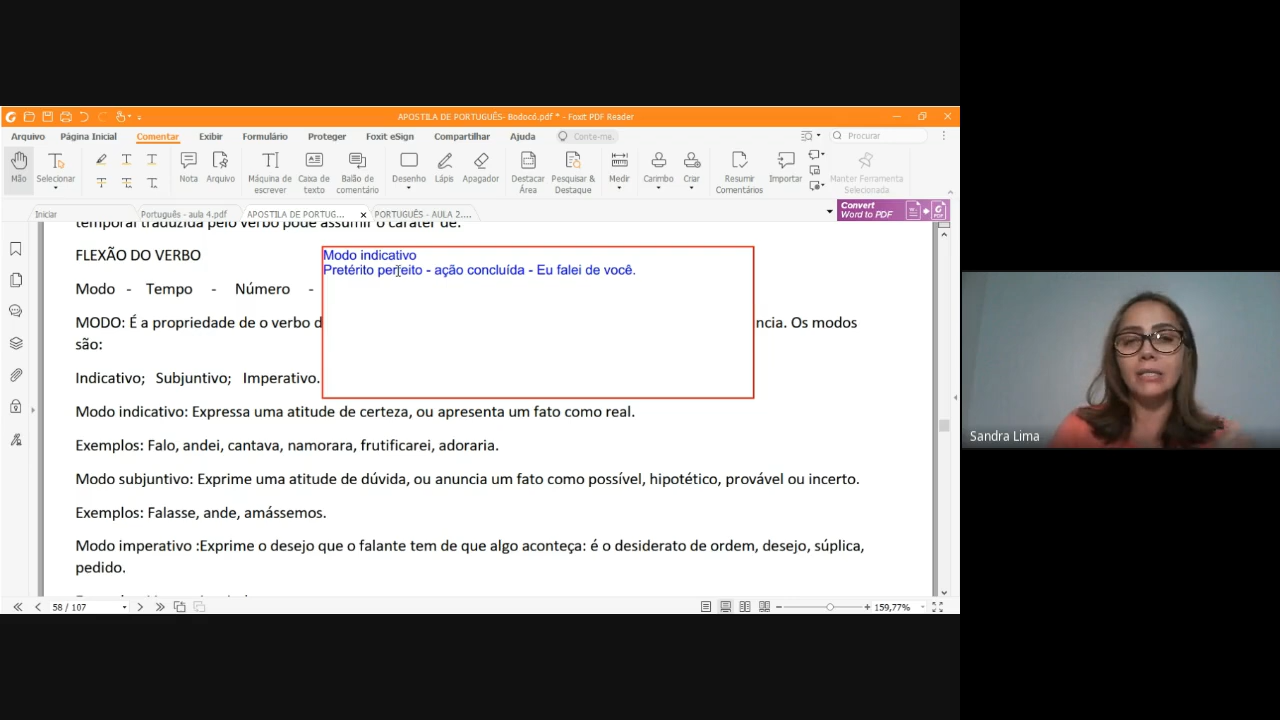 APOSTILA DE PORTUGUÊS- Bodocó.pdf * - Foxit PDF Reader
Arquivo Página Inicial Comentar Exibir Formulário Proteger Foxit eSign Compartilhar Ajuda Conte-me. Procurar
Mão Selecionar Nota Arquivo Máquina de escrever Caixa de texto Balão de comentário Desenho Lápis Apagador Destacar Área Pesquisar & Destaque Medir Carimbo Criar Resumir Comentários Importar Manter Ferramenta Selecionada
Iniciar Português - aula 4.pdf APOSTILA DE PORTUG... PORTUGUÊS - AULA 2.... Convert Word to PDF
temporal traduzida pelo verbo pode assumir o caráter de:
FLEXÃO DO VERBO
Modo indicativo
Pretérito perfeito - ação concluída - Eu falei de você.
Modo - Tempo - Número -
MODO: É a propriedade de o verbo d ncia. Os modos
são:
Indicativo; Subjuntivo; Imperativo.
Modo indicativo: Expressa uma atitude de certeza, ou apresenta um fato como real.
Exemplos: Falo, andei, cantava, namorara, frutificarei, adoraria.
Modo subjuntivo: Exprime uma atitude de dúvida, ou anuncia um fato como possível, hipotético, provável ou incerto.
Exemplos: Falasse, ande, amássemos.
Modo imperativo :Exprime o desejo que o falante tem de que algo aconteça: é o desiderato de ordem, desejo, súplica,
pedido.
58 / 107 159,77%
Sandra Lima